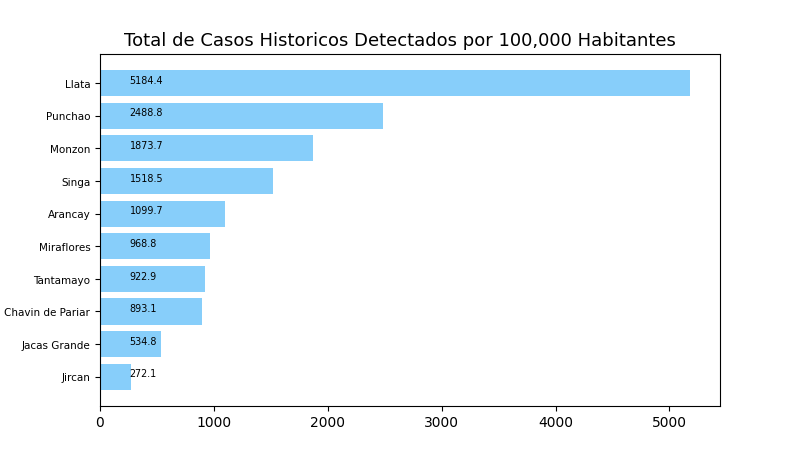 Total de Casos Historicos Detectados por 100,000 Habitantes
Llata 5184.4
Punchao 2488.8
Monzon 1873.7
Singa 1518.5
Arancay 1099.7
Miraflores 968.8
Tantamayo 922.9
Chavin de Pariar 893.1
Jacas Grande 534.8
Jircan 272.1
0 1000 2000 3000 4000 5000